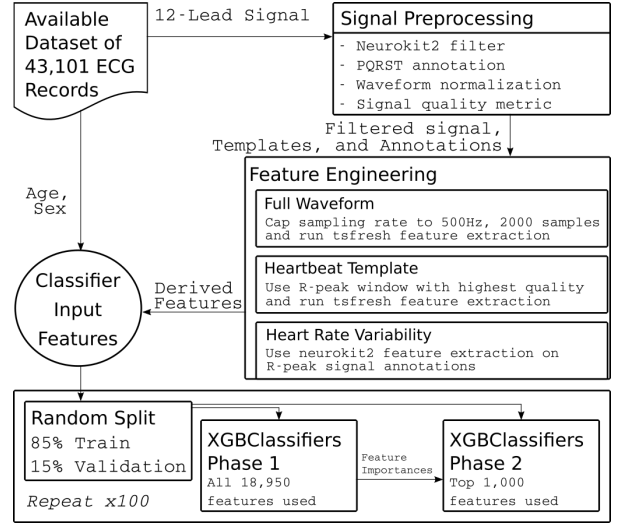 Available
Dataset of
43,101 ECG
Records
12-Lead Signal
Signal Preprocessing
- Neurokit2 filter
- PQRST annotation
- Waveform normalization
- Signal quality metric
Filtered signal,
Templates, and Annotations
Feature Engineering
Full Waveform
Cap sampling rate to 500Hz, 2000 samples
and run tsfresh feature extraction
Heartbeat Template
Use R-peak window with highest quality
and run tsfresh feature extraction
Heart Rate Variability
Use neurokit2 feature extraction on
R-peak signal annotations
Age,
Sex
Derived
Features
Classifier
Input
Features
Random Split
85% Train
15% Validation
Repeat x100
XGBClassifiers
Phase 1
All 18,950
features used
Feature
Importances
XGBClassifiers
Phase 2
Top 1,000
features used